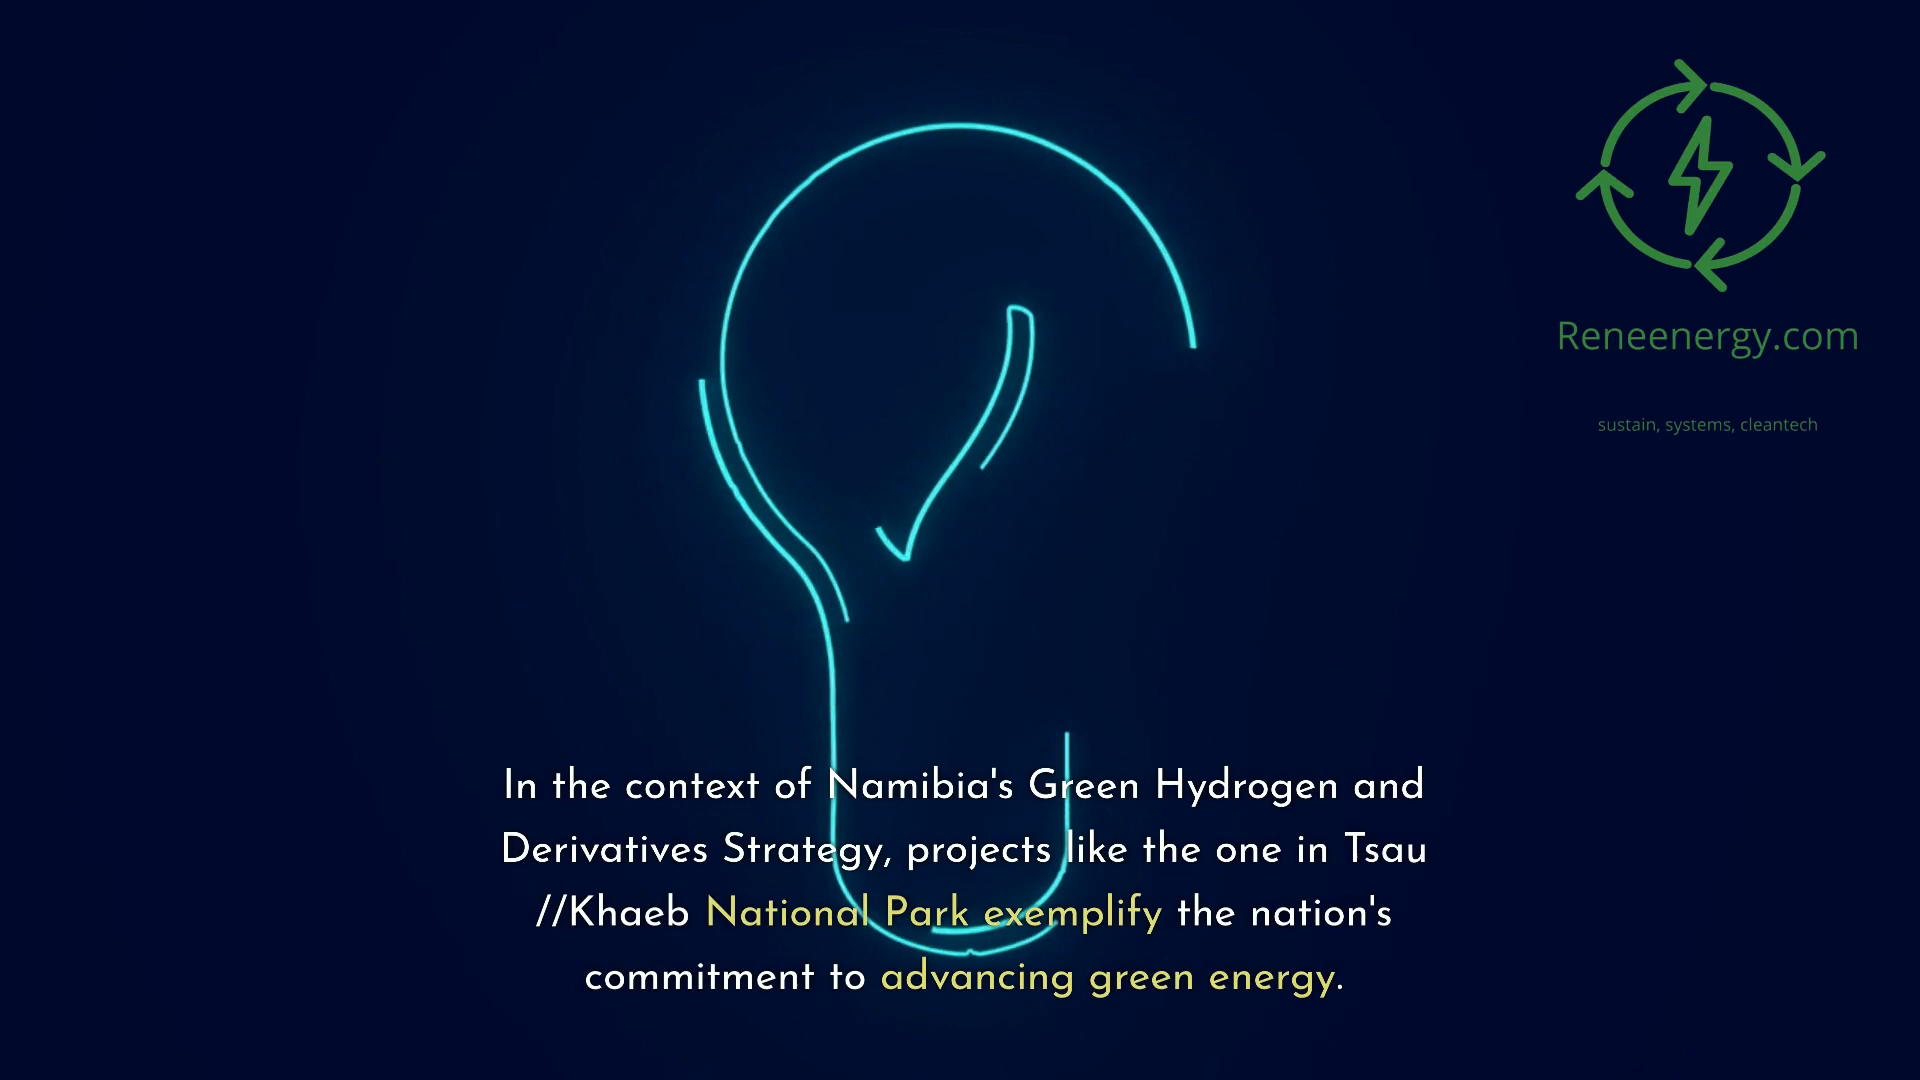 Reneenergy.com
sustain, systems, cleantech
In the context of Namibia's Green Hydrogen and
Derivatives Strategy, projects like the one in Tsau
//Khaeb National Park exemplify the nation's
commitment to advancing green energy.